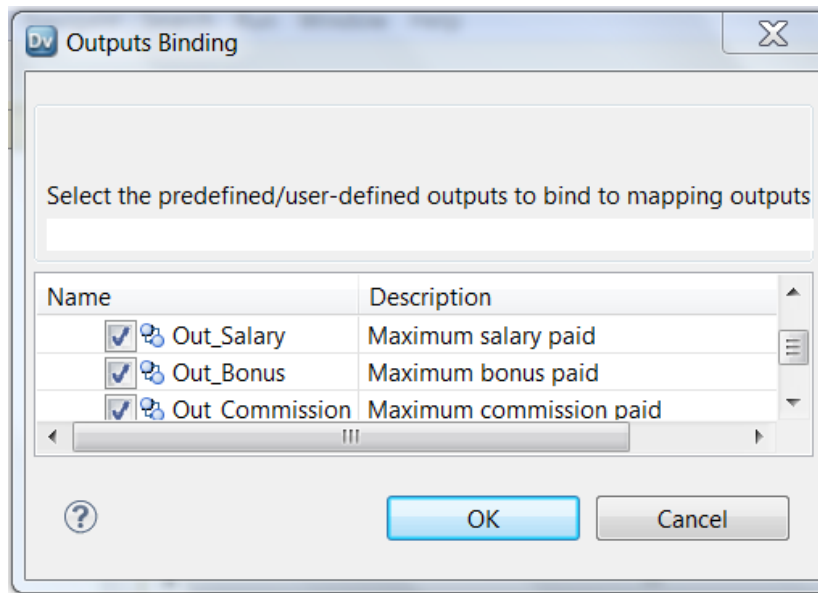 Dv Outputs Binding
Select the predefined/user-defined outputs to bind to mapping outputs
Name Description
Out_Salary Maximum salary paid
Out_Bonus Maximum bonus paid
Out_Commission Maximum commission paid
? OK Cancel